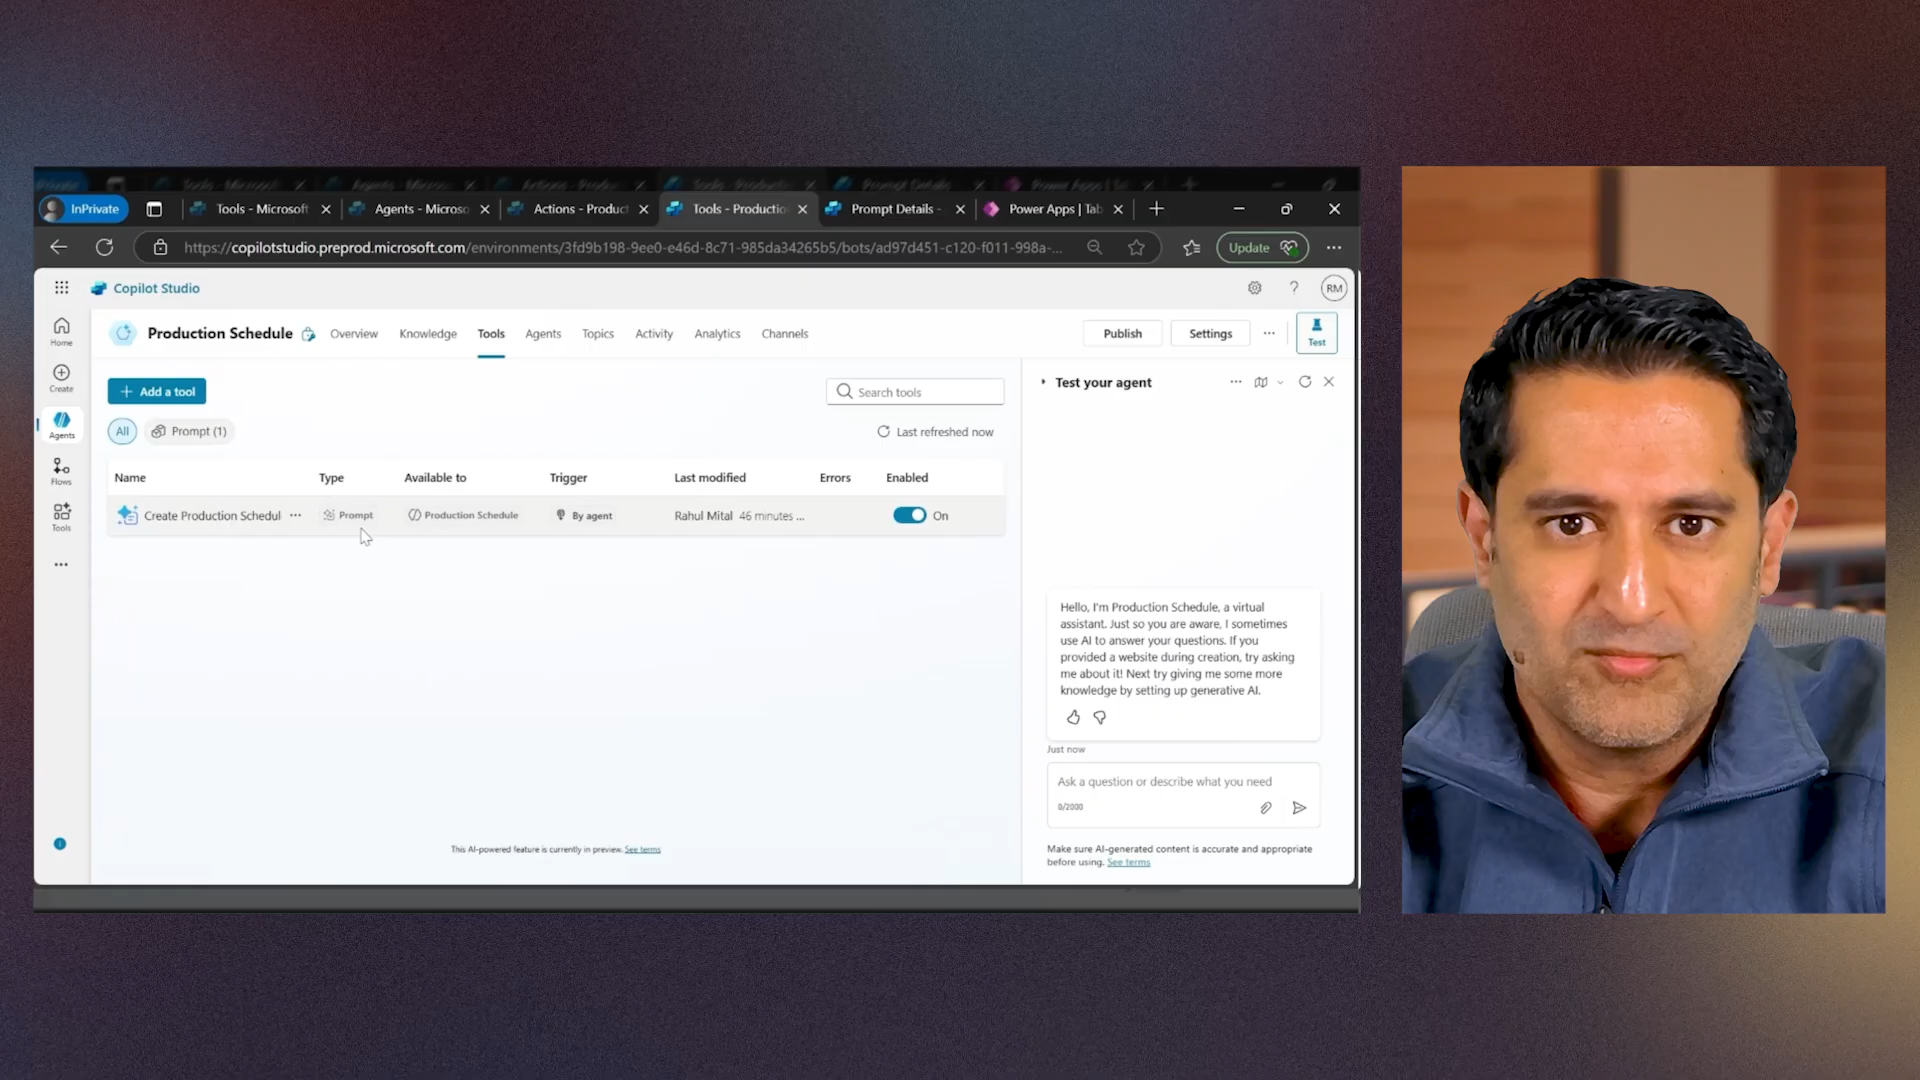 InPrivate
Tools - Microsoft
Agents - Microso
Actions - Product
Tools - Productio
Prompt Details -
Power Apps | Tab
https://copilotstudio.preprod.microsoft.com/environments/3fd9b198-9ee0-e46d-8c71-985da34265b5/bots/ad97d451-c120-f011-998a-...
Update
Copilot Studio
RM
Home
Create
Agents
Flows
Tools
Production Schedule
Overview
Knowledge
Tools
Agents
Topics
Activity
Analytics
Channels
Publish
Settings
Test
Add a tool
Search tools
All
Prompt (1)
Last refreshed now
Name Type Available to Trigger Last modified Errors Enabled
Create Production Schedul ... Prompt Production Schedule By agent Rahul Mital 46 minutes ... On
This AI-powered feature is currently in preview. See terms
Test your agent
Hello, I'm Production Schedule, a virtual
assistant. Just so you are aware, I sometimes
use AI to answer your questions. If you
provided a website during creation, try asking
me about it! Next try giving me some more
knowledge by setting up generative AI.
Just now
Ask a question or describe what you need
0/2000
Make sure AI-generated content is accurate and appropriate
before using. See terms